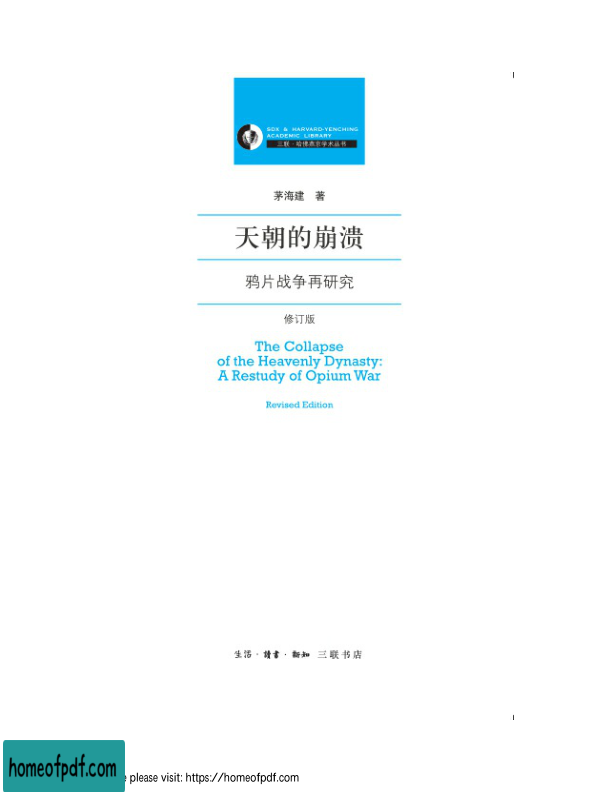 SDX & HARVARD-YENCHING
ACADEMIC LIBRARY
三联·哈佛燕京学术丛书
茅海建 著
天朝的崩溃
鸦片战争再研究
修订版
The Collapse
of the Heavenly Dynasty:
A Restudy of Opium War
Revised Edition
生活·讀書·新知 三联书店
homeofpdf.com
e please visit: https://homeofpdf.com